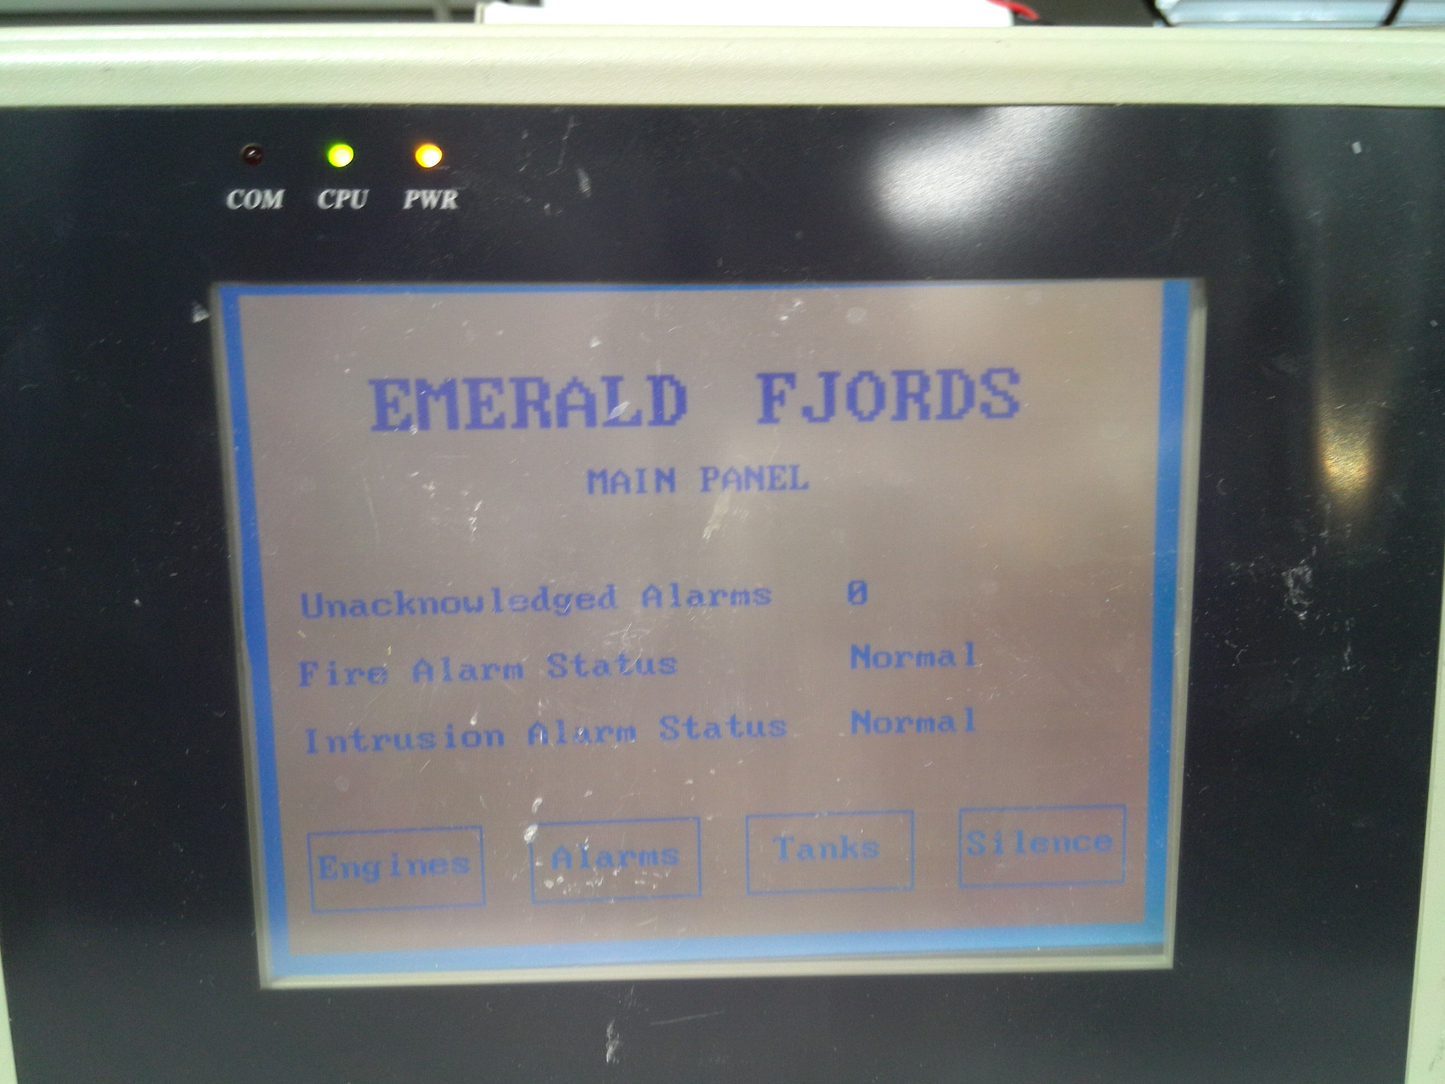 COM CPU PWR
EMERALD FJORDS
MAIN PANEL
Unacknowledged Alarms 0
Fire Alarm Status Normal
Intrusion Alarm Status Normal
Engines Alarms Tanks Silence